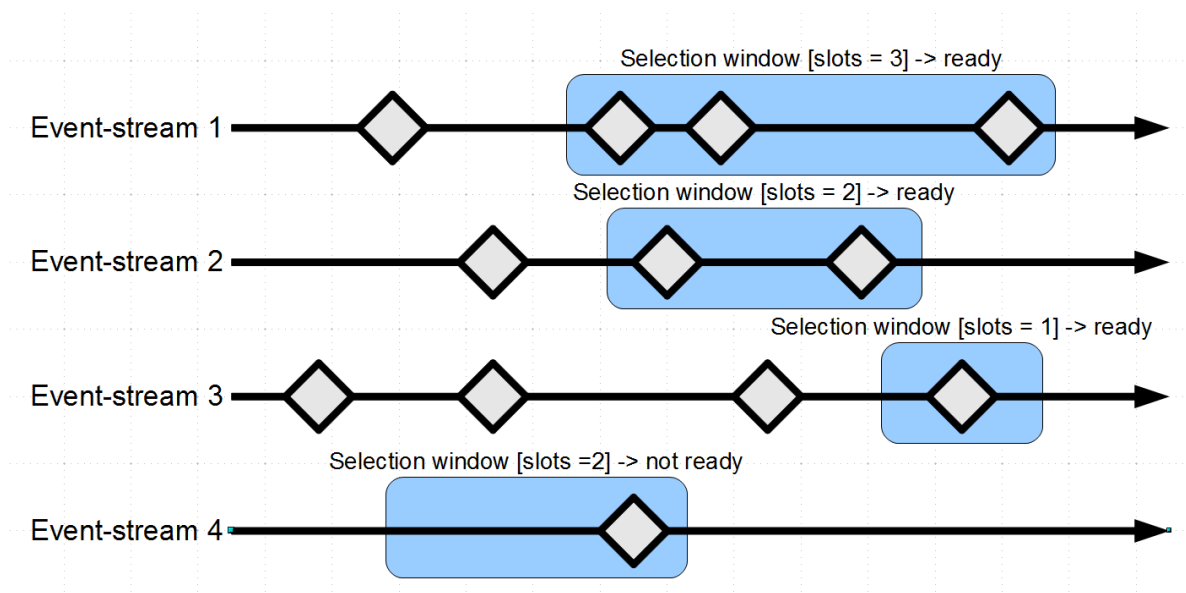 Selection window [slots = 3] -> ready
Event-stream 1
Selection window [slots = 2] -> ready
Event-stream 2
Selection window [slots = 1] -> ready
Event-stream 3
Selection window [slots =2] -> not ready
Event-stream 4